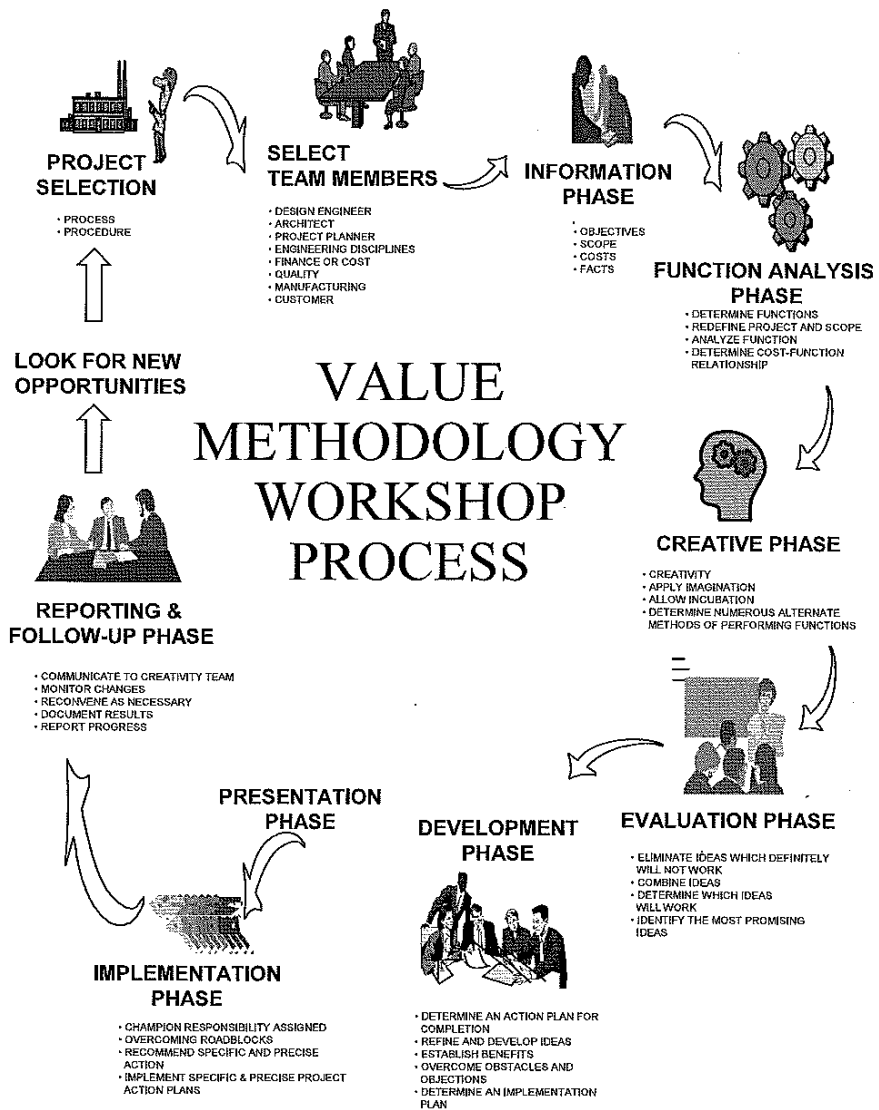 PROJECT
SELECTION
• PROCESS
• PROCEDURE
SELECT
TEAM MEMBERS
• DESIGN ENGINEER
• ARCHITECT
• PROJECT PLANNER
• ENGINEERING DISCIPLINES
• FINANCE OR COST
• QUALITY
• MANUFACTURING
• CUSTOMER
INFORMATION
PHASE
•
• OBJECTIVES
• SCOPE
• COSTS
• FACTS
FUNCTION ANALYSIS
PHASE
• DETERMINE FUNCTIONS
• REDEFINE PROJECT AND SCOPE
• ANALYZE FUNCTION
• DETERMINE COST-FUNCTION
RELATIONSHIP
VALUE
METHODOLOGY
WORKSHOP
PROCESS
CREATIVE PHASE
• CREATIVITY
• APPLY IMAGINATION
• ALLOW INCUBATION
• DETERMINE NUMEROUS ALTERNATE
METHODS OF PERFORMING FUNCTIONS
EVALUATION PHASE
• ELIMINATE IDEAS WHICH DEFINITELY
WILL NOT WORK
• COMBINE IDEAS
• DETERMINE WHICH IDEAS
WILL WORK
• IDENTIFY THE MOST PROMISING
IDEAS
DEVELOPMENT
PHASE
• DETERMINE AN ACTION PLAN FOR
COMPLETION
• REFINE AND DEVELOP IDEAS
• ESTABLISH BENEFITS
• OVERCOME OBSTACLES AND
OBJECTIONS
• DETERMINE AN IMPLEMENTATION
PLAN
PRESENTATION
PHASE
IMPLEMENTATION
PHASE
• CHAMPION RESPONSIBILITY ASSIGNED
• OVERCOMING ROADBLOCKS
• RECOMMEND SPECIFIC AND PRECISE
ACTION
• IMPLEMENT SPECIFIC & PRECISE PROJECT
ACTION PLANS
REPORTING &
FOLLOW-UP PHASE
• COMMUNICATE TO CREATIVITY TEAM
• MONITOR CHANGES
• RECONVENE AS NECESSARY
• DOCUMENT RESULTS
• REPORT PROGRESS
LOOK FOR NEW
OPPORTUNITIES